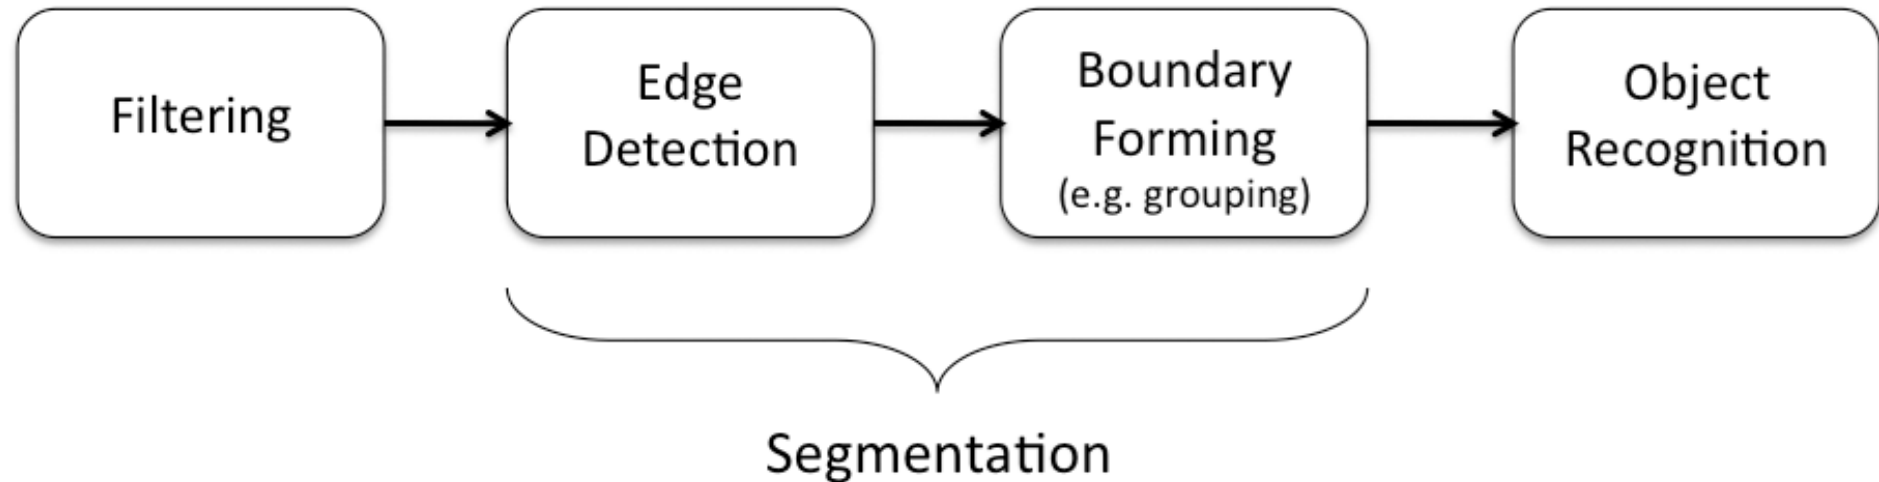 Filtering
Edge
Detection
Boundary
Forming
(e.g. grouping)
Object
Recognition
Segmentation